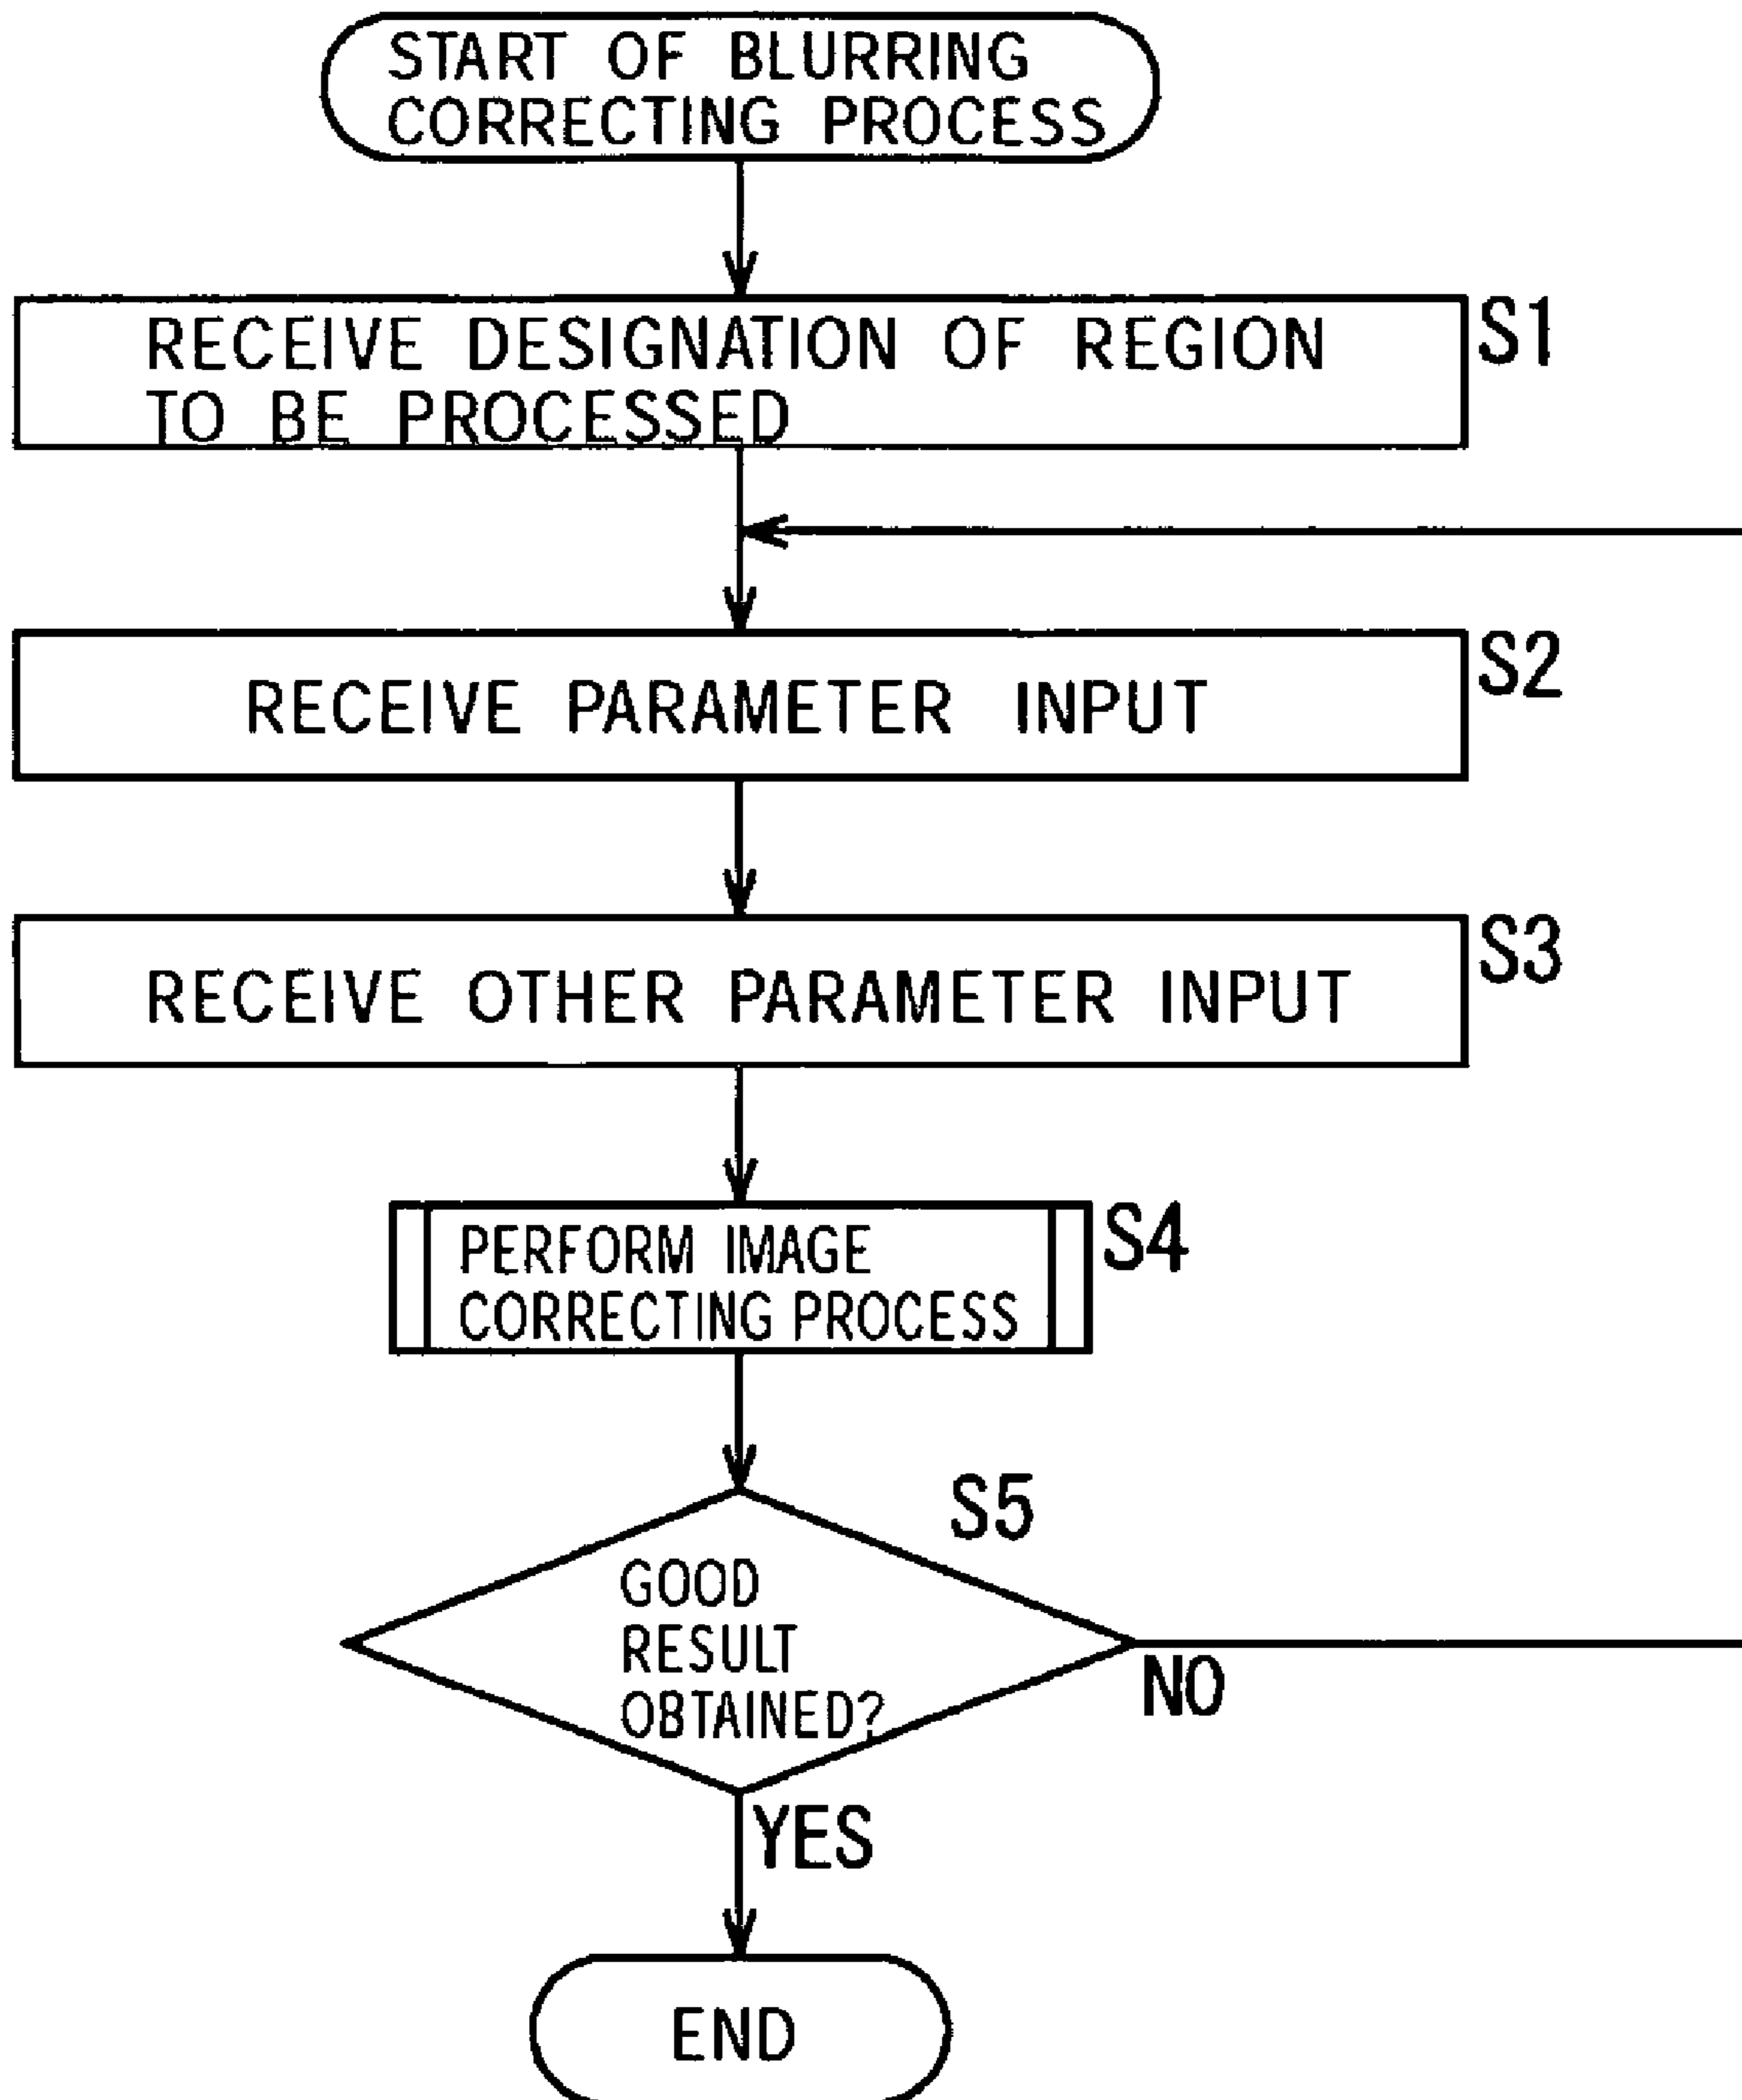 START OF BLURRING
CORRECTING PROCESS
RECEIVE DESIGNATION OF REGION
TO BE PROCESSED
S1
RECEIVE PARAMETER INPUT
S2
RECEIVE OTHER PARAMETER INPUT
S3
PERFORM IMAGE
CORRECTING PROCESS
S4
S5
GOOD
RESULT
OBTAINED?
NO
YES
END